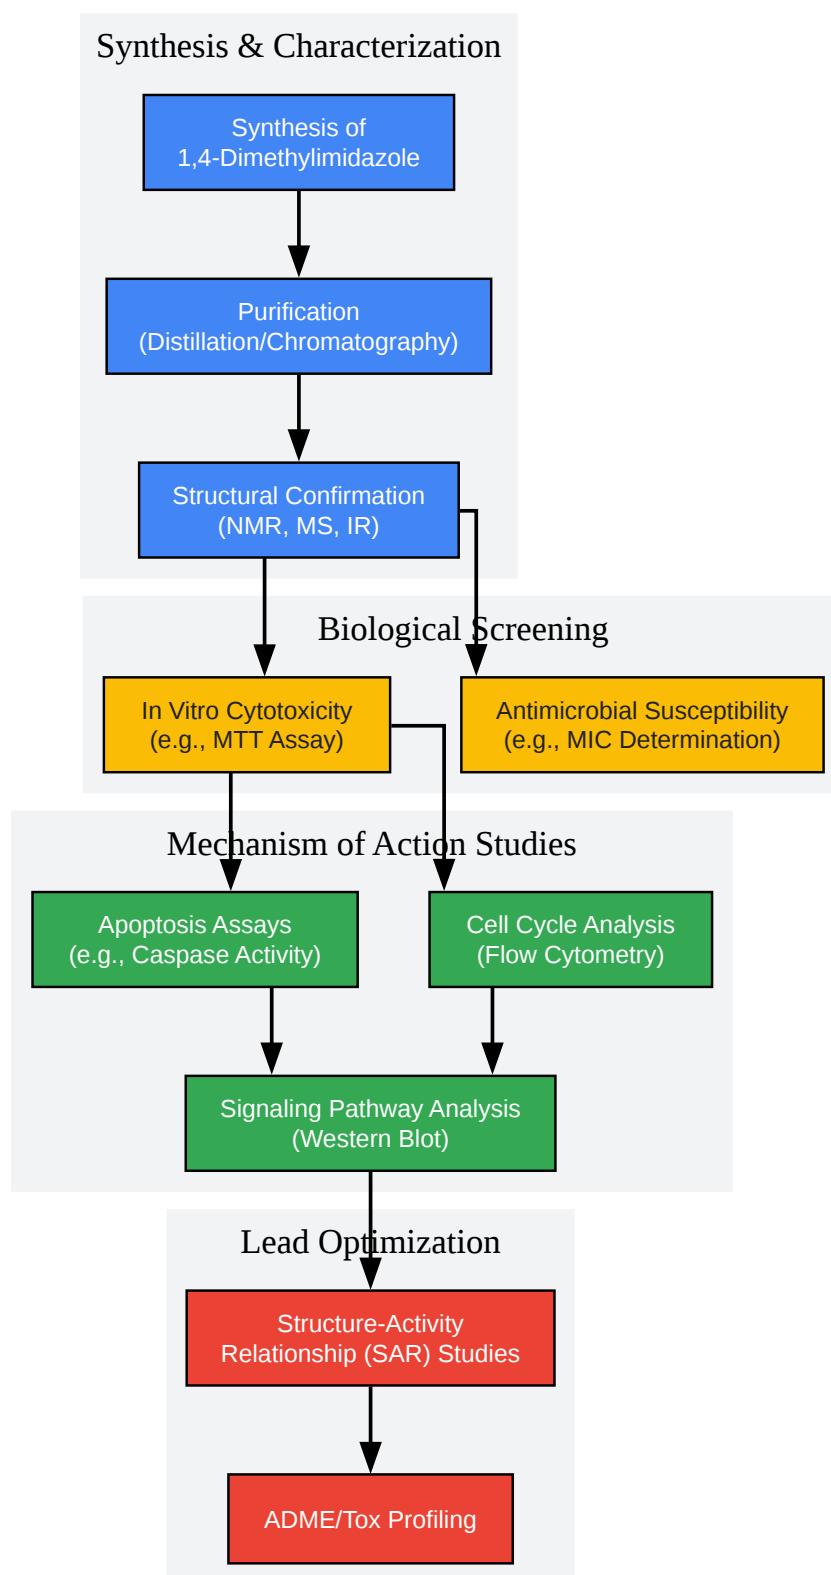 Synthesis & Characterization
Synthesis of
1,4-Dimethylimidazole
Purification
(Distillation/Chromatography)
Structural Confirmation
(NMR, MS, IR)
Biological Screening
In Vitro Cytotoxicity
(e.g., MTT Assay)
Antimicrobial Susceptibility
(e.g., MIC Determination)
Mechanism of Action Studies
Apoptosis Assays
(e.g., Caspase Activity)
Cell Cycle Analysis
(Flow Cytometry)
Signaling Pathway Analysis
(Western Blot)
Lead Optimization
Structure-Activity
Relationship (SAR) Studies
ADME/Tox Profiling